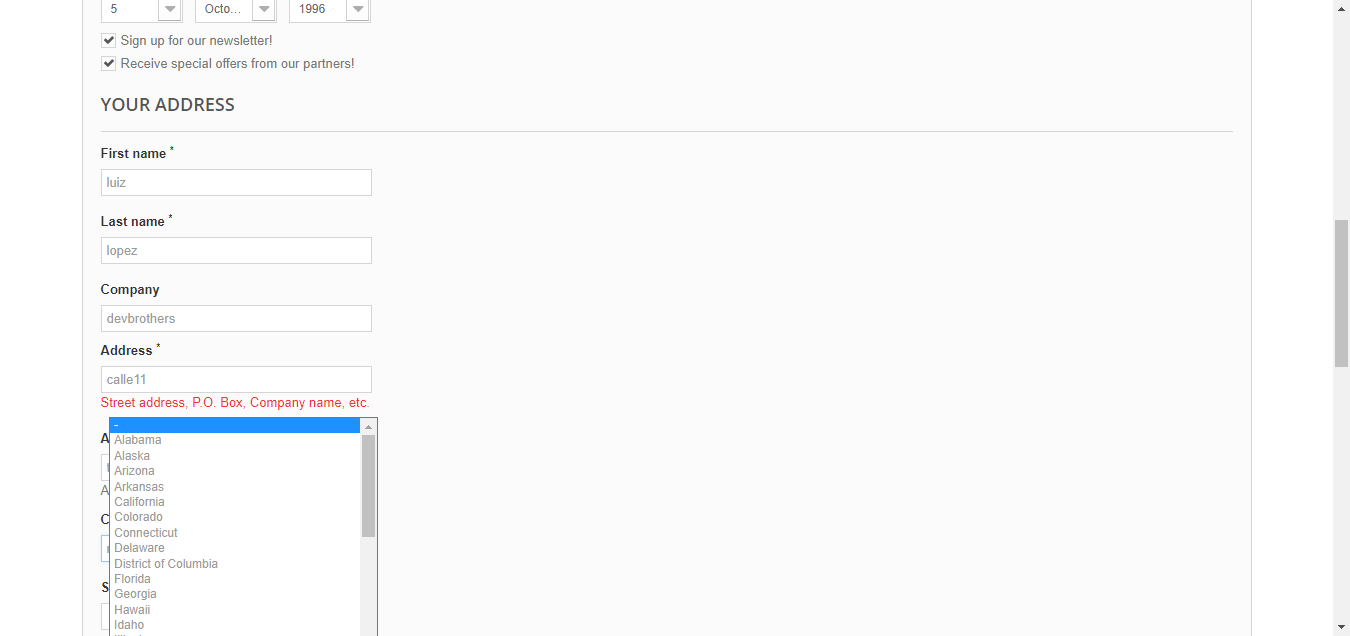 5 Octo... 1996
Sign up for our newsletter!
Receive special offers from our partners!
YOUR ADDRESS
First name *
luiz
Last name *
lopez
Company
devbrothers
Address *
calle11
Street address, P.O. Box, Company name, etc.
-
A
Alabama
Alaska
Arizona
A
Arkansas
California
C
Colorado
Connecticut
Delaware
District of Columbia
Florida
S
Georgia
Hawaii
Idaho